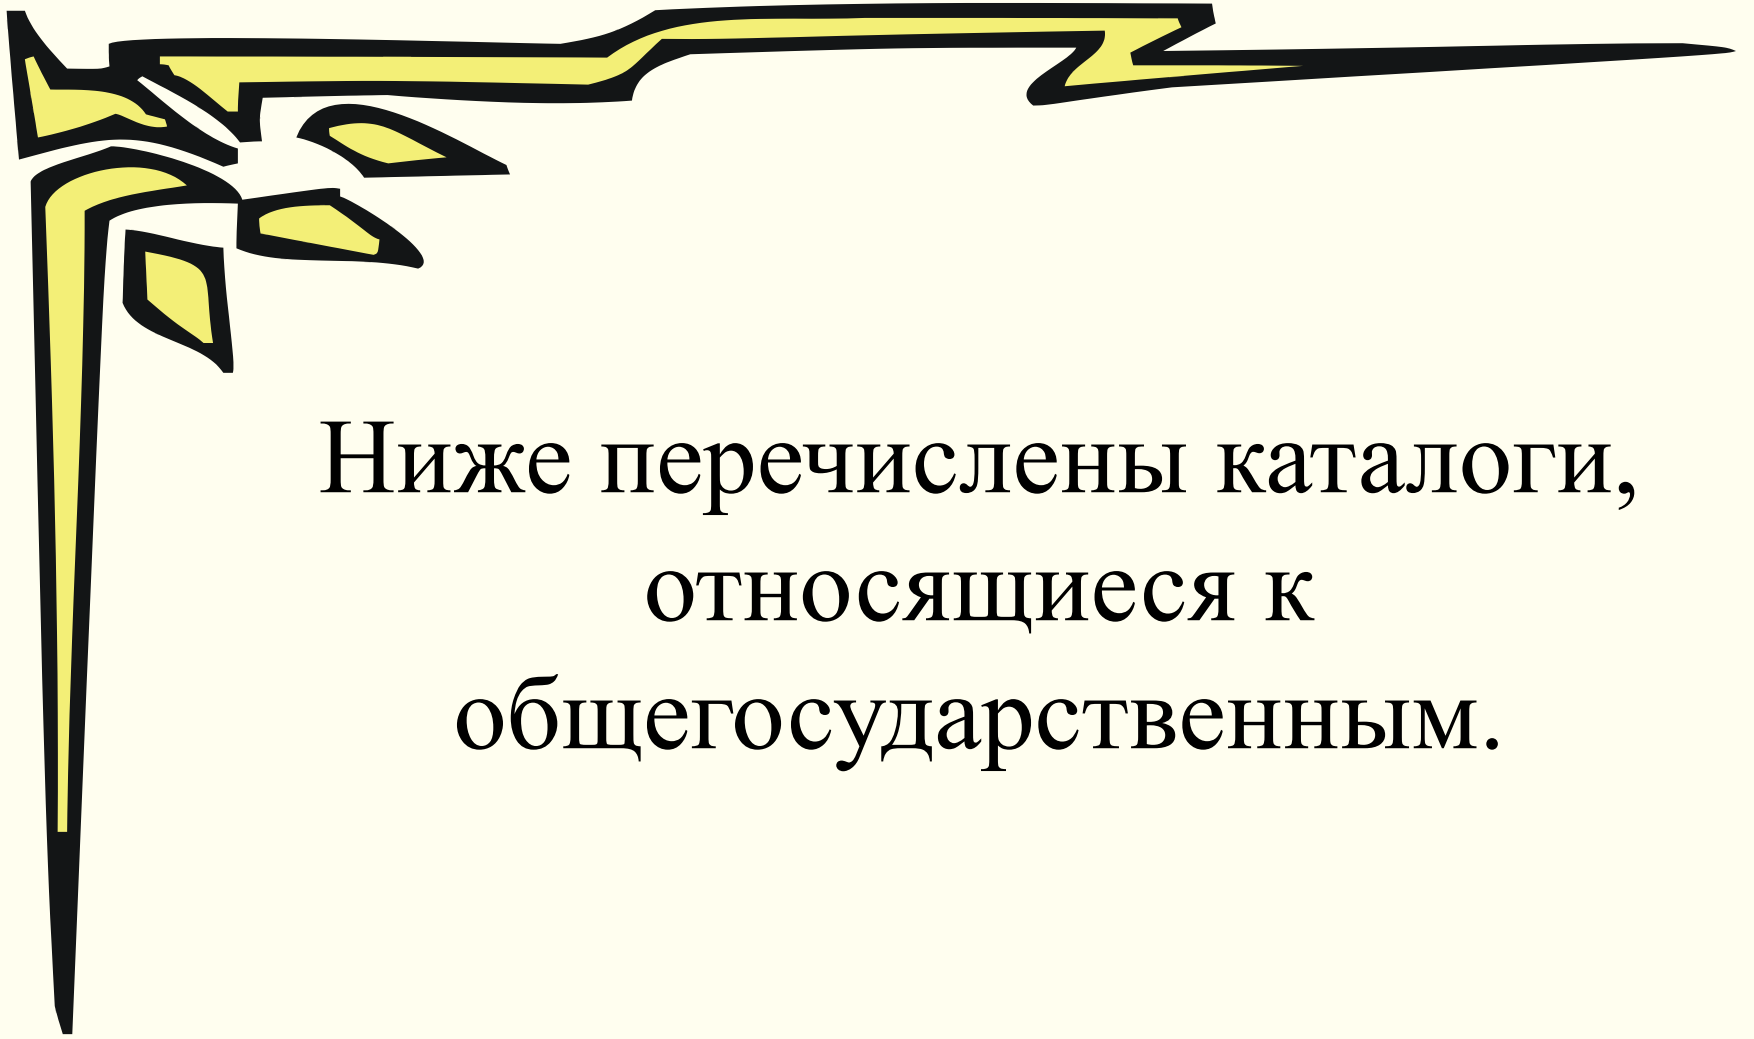 Ниже перечислены каталоги,
относящиеся к
общегосударственным.